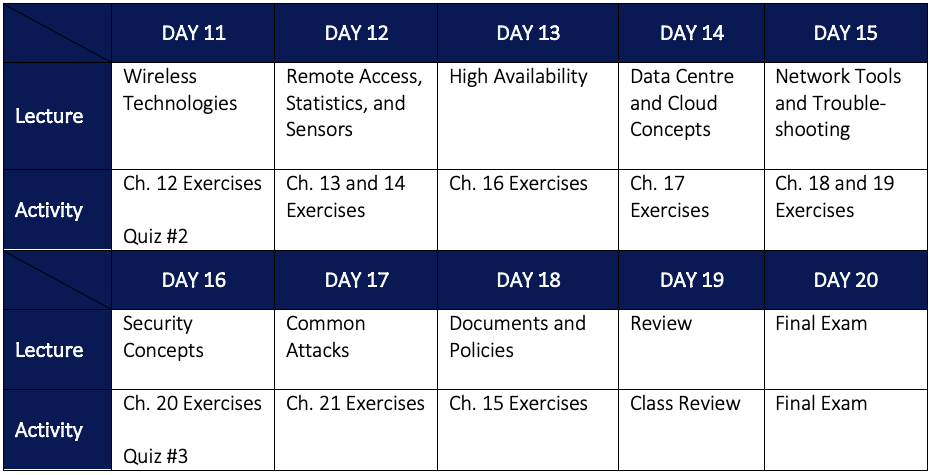 DAY 11 DAY 12 DAY 13 DAY 14 DAY 15
Lecture
Wireless
Technologies
Remote Access,
Statistics, and
Sensors
High Availability
Data Centre
and Cloud
Concepts
Network Tools
and Trouble-
shooting
Activity
Ch. 12 Exercises
Quiz #2
Ch. 13 and 14
Exercises
Ch. 16 Exercises
Ch. 17
Exercises
Ch. 18 and 19
Exercises
DAY 16 DAY 17 DAY 18 DAY 19 DAY 20
Lecture
Security
Concepts
Common
Attacks
Documents and
Policies
Review
Final Exam
Activity
Ch. 20 Exercises
Quiz #3
Ch. 21 Exercises
Ch. 15 Exercises
Class Review
Final Exam